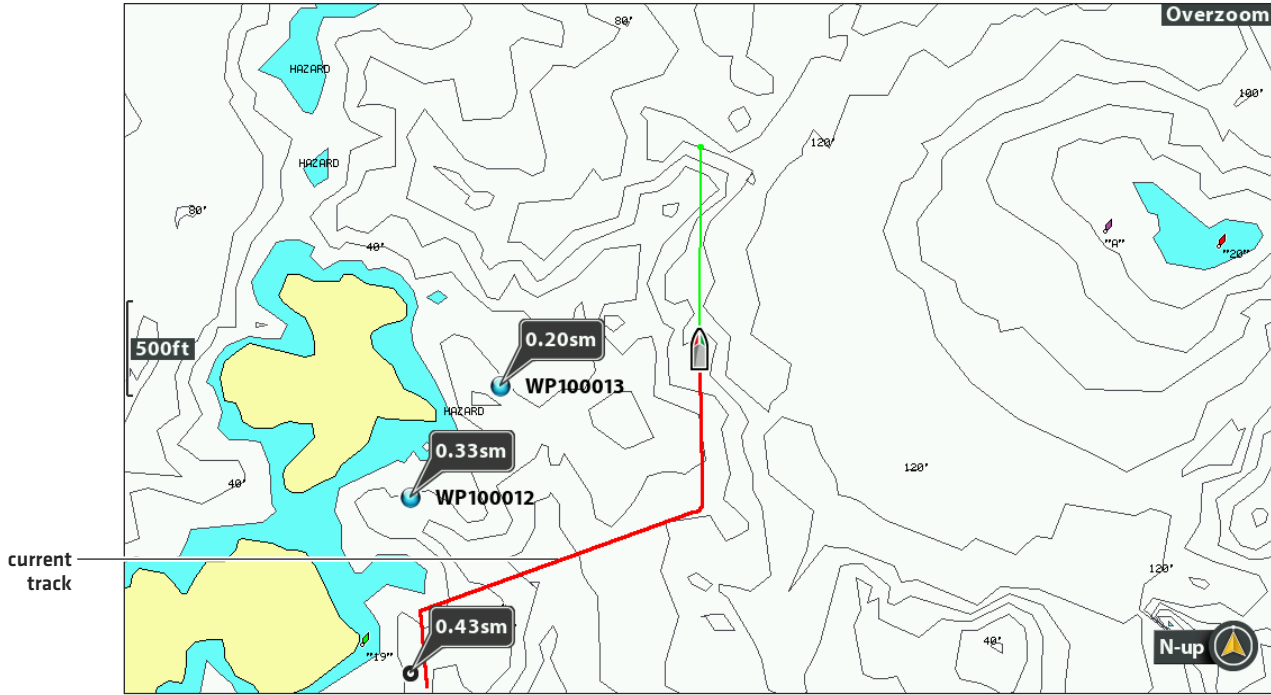 80'
Overzoom
HAZARD
100'
120'
HAZARD
80'
"A"
40'
"20"
0.20sm
500ft
WP100013
HAZARD
0.33sm
120'
40'
WP100012
current
track
120'
0.43sm
40'
N-up
"19"